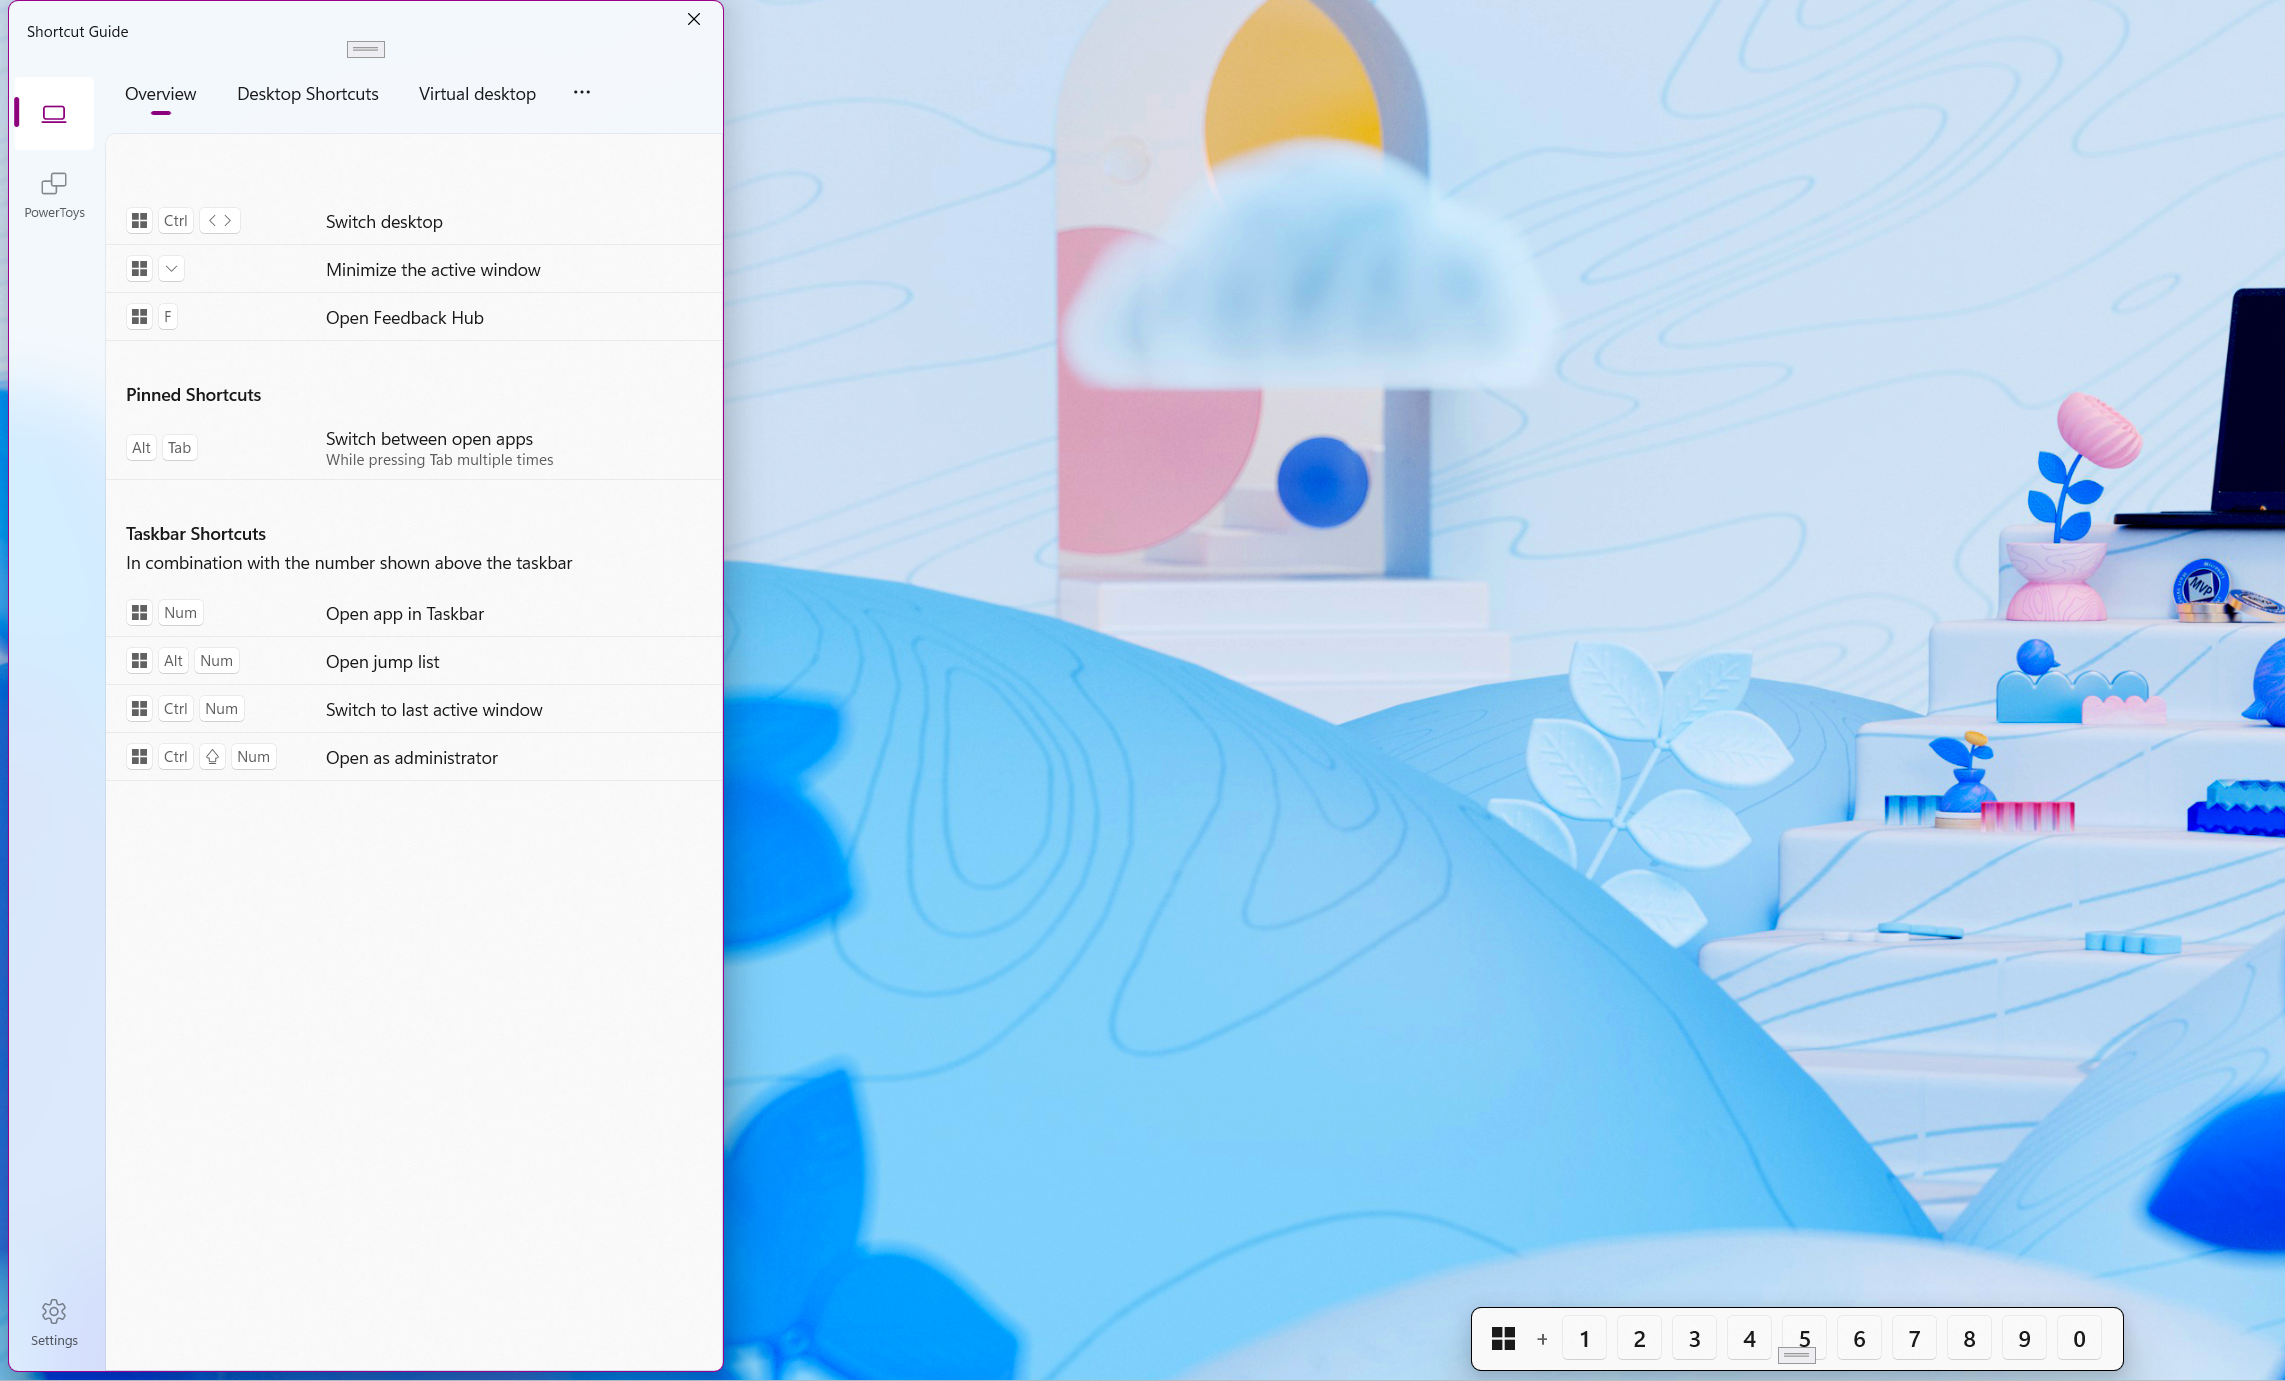 Shortcut Guide
Overview Desktop Shortcuts Virtual desktop ...
PowerToys
Ctrl < > Switch desktop
Minimize the active window
F Open Feedback Hub
Pinned Shortcuts
Alt Tab Switch between open apps
While pressing Tab multiple times
Taskbar Shortcuts
In combination with the number shown above the taskbar
Num Open app in Taskbar
Alt Num Open jump list
Ctrl Num Switch to last active window
Ctrl Num Open as administrator
Settings
MVP
+ 1 2 3 4 5 6 7 8 9 0